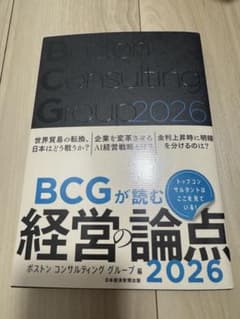 Boston
Consulting
Group 2026
世界貿易の転換、
日本はどう戦うか?
企業を変革させる
AI経営戦略とは?
金利上昇時に明暗
を分けるのは?
トップコン
サルタントは
ここを見て
いる!
BCGが読む
経営の論点
2026
ボストン コンサルティング グループ 編
日本経済新聞出版